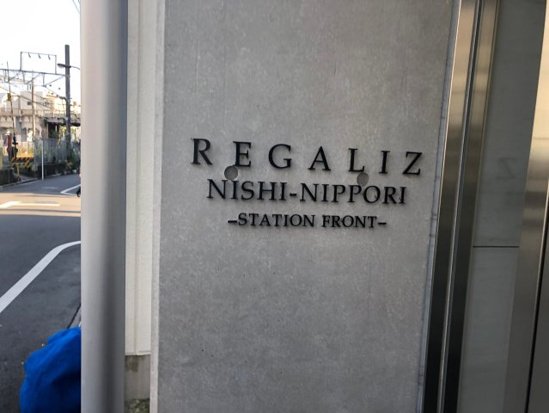 REGALIZ
NISHI-NIPPORI
-STATION FRONT-